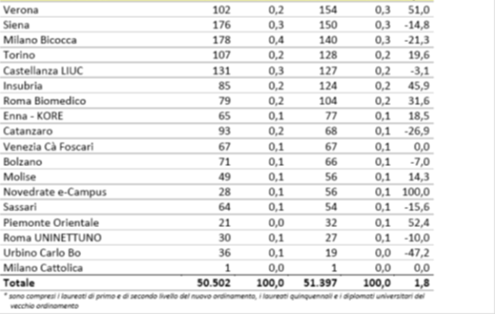 Verona 102 0,2 154 0,3 51,0
Siena 176 0,3 150 0,3 -14,8
Milano Bicocca 178 0,4 140 0,3 -21,3
Torino 107 0,2 128 0,2 19,6
Castellanza LIUC 131 0,3 127 0,2 -3,1
Insubria 85 0,2 124 0,2 45,9
Roma Biomedico 79 0,2 104 0,2 31,6
Enna - KORE 65 0,1 77 0,1 18,5
Catanzaro 93 0,2 68 0,1 -26,9
Venezia Cà Foscari 67 0,1 67 0,1 0,0
Bolzano 71 0,1 66 0,1 -7,0
Molise 49 0,1 56 0,1 14,3
Novedrate e-Campus 28 0,1 56 0,1 100,0
Sassari 64 0,1 54 0,1 -15,6
Piemonte Orientale 21 0,0 32 0,1 52,4
Roma UNINETTUNO 30 0,1 27 0,1 -10,0
Urbino Carlo Bo 36 0,1 19 0,0 -47,2
Milano Cattolica 1 0,0 1 0,0 0,0
Totale 50.502 100,0 51.397 100,0 1,8
* sono compresi i laureati di primo e di secondo livello del nuovo ordinamento, i laureati quinquennali e i diplomati universitari del
vecchio ordinamento